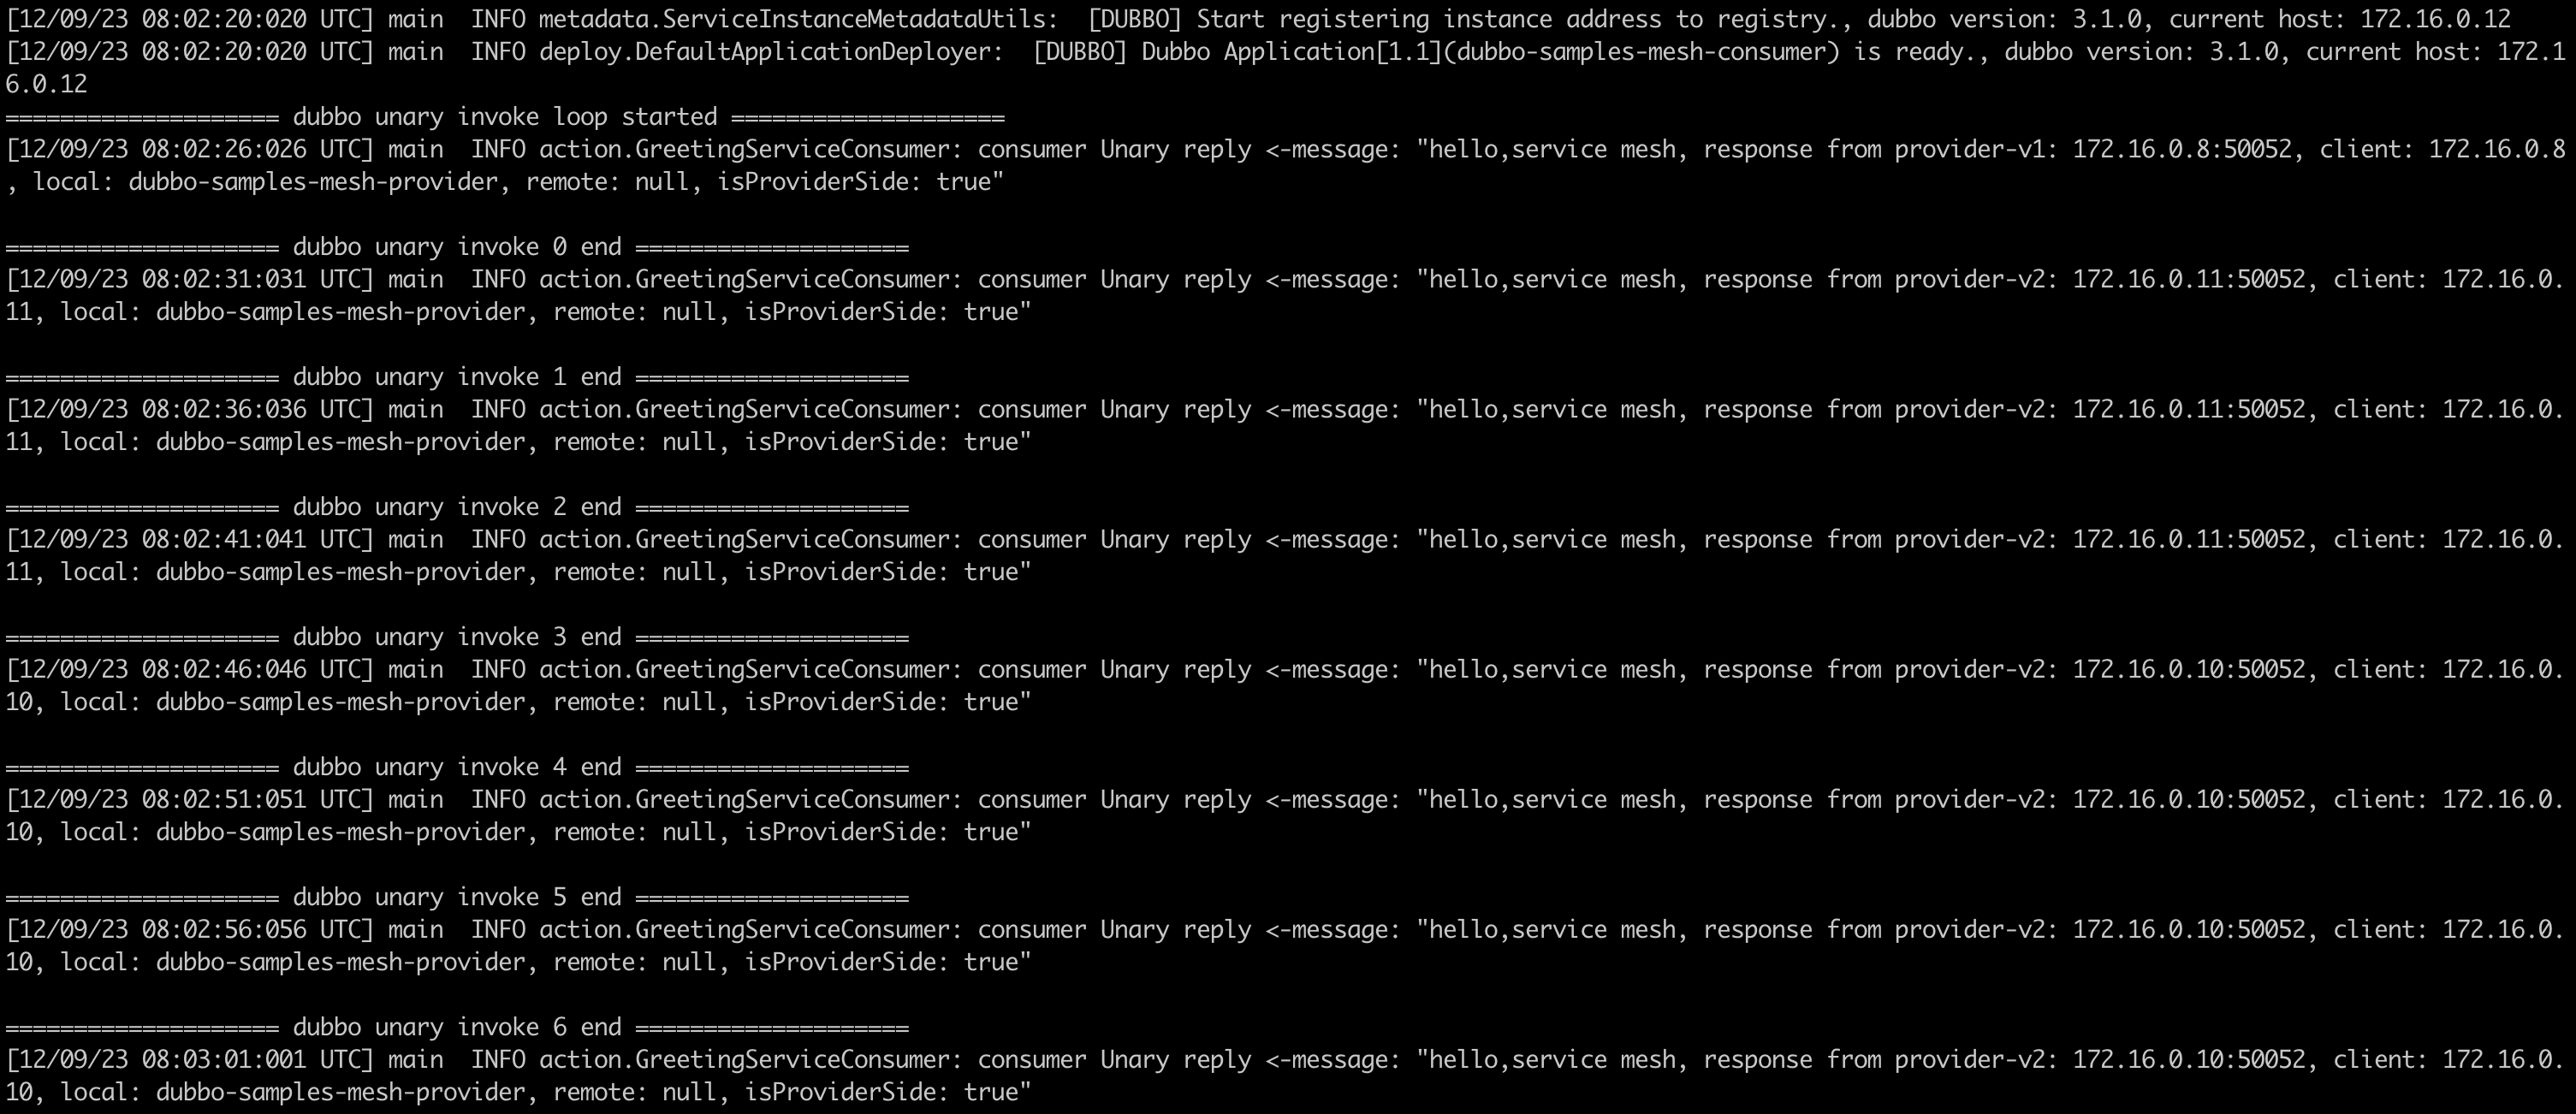 [12/09/23 08:02:20:020 UTC] main  INFO metadata.ServiceInstanceMetadataUtils:  [DUBBO] Start registering instance address to registry., dubbo version: 3.1.0, current host: 172.16.0.12
[12/09/23 08:02:20:020 UTC] main  INFO deploy.DefaultApplicationDeployer:  [DUBBO] Dubbo Application[1.1](dubbo-samples-mesh-consumer) is ready., dubbo version: 3.1.0, current host: 172.1
6.0.12
==================== dubbo unary invoke loop started ====================
[12/09/23 08:02:26:026 UTC] main  INFO action.GreetingServiceConsumer: consumer Unary reply <-message: "hello,service mesh, response from provider-v1: 172.16.0.8:50052, client: 172.16.0.8
, local: dubbo-samples-mesh-provider, remote: null, isProviderSide: true"

==================== dubbo unary invoke 0 end ====================
[12/09/23 08:02:31:031 UTC] main  INFO action.GreetingServiceConsumer: consumer Unary reply <-message: "hello,service mesh, response from provider-v2: 172.16.0.11:50052, client: 172.16.0.
11, local: dubbo-samples-mesh-provider, remote: null, isProviderSide: true"

==================== dubbo unary invoke 1 end ====================
[12/09/23 08:02:36:036 UTC] main  INFO action.GreetingServiceConsumer: consumer Unary reply <-message: "hello,service mesh, response from provider-v2: 172.16.0.11:50052, client: 172.16.0.
11, local: dubbo-samples-mesh-provider, remote: null, isProviderSide: true"

==================== dubbo unary invoke 2 end ====================
[12/09/23 08:02:41:041 UTC] main  INFO action.GreetingServiceConsumer: consumer Unary reply <-message: "hello,service mesh, response from provider-v2: 172.16.0.11:50052, client: 172.16.0.
11, local: dubbo-samples-mesh-provider, remote: null, isProviderSide: true"

==================== dubbo unary invoke 3 end ====================
[12/09/23 08:02:46:046 UTC] main  INFO action.GreetingServiceConsumer: consumer Unary reply <-message: "hello,service mesh, response from provider-v2: 172.16.0.10:50052, client: 172.16.0.
10, local: dubbo-samples-mesh-provider, remote: null, isProviderSide: true"

==================== dubbo unary invoke 4 end ====================
[12/09/23 08:02:51:051 UTC] main  INFO action.GreetingServiceConsumer: consumer Unary reply <-message: "hello,service mesh, response from provider-v2: 172.16.0.10:50052, client: 172.16.0.
10, local: dubbo-samples-mesh-provider, remote: null, isProviderSide: true"

==================== dubbo unary invoke 5 end ====================
[12/09/23 08:02:56:056 UTC] main  INFO action.GreetingServiceConsumer: consumer Unary reply <-message: "hello,service mesh, response from provider-v2: 172.16.0.10:50052, client: 172.16.0.
10, local: dubbo-samples-mesh-provider, remote: null, isProviderSide: true"

==================== dubbo unary invoke 6 end ====================
[12/09/23 08:03:01:001 UTC] main  INFO action.GreetingServiceConsumer: consumer Unary reply <-message: "hello,service mesh, response from provider-v2: 172.16.0.10:50052, client: 172.16.0.
10, local: dubbo-samples-mesh-provider, remote: null, isProviderSide: true"